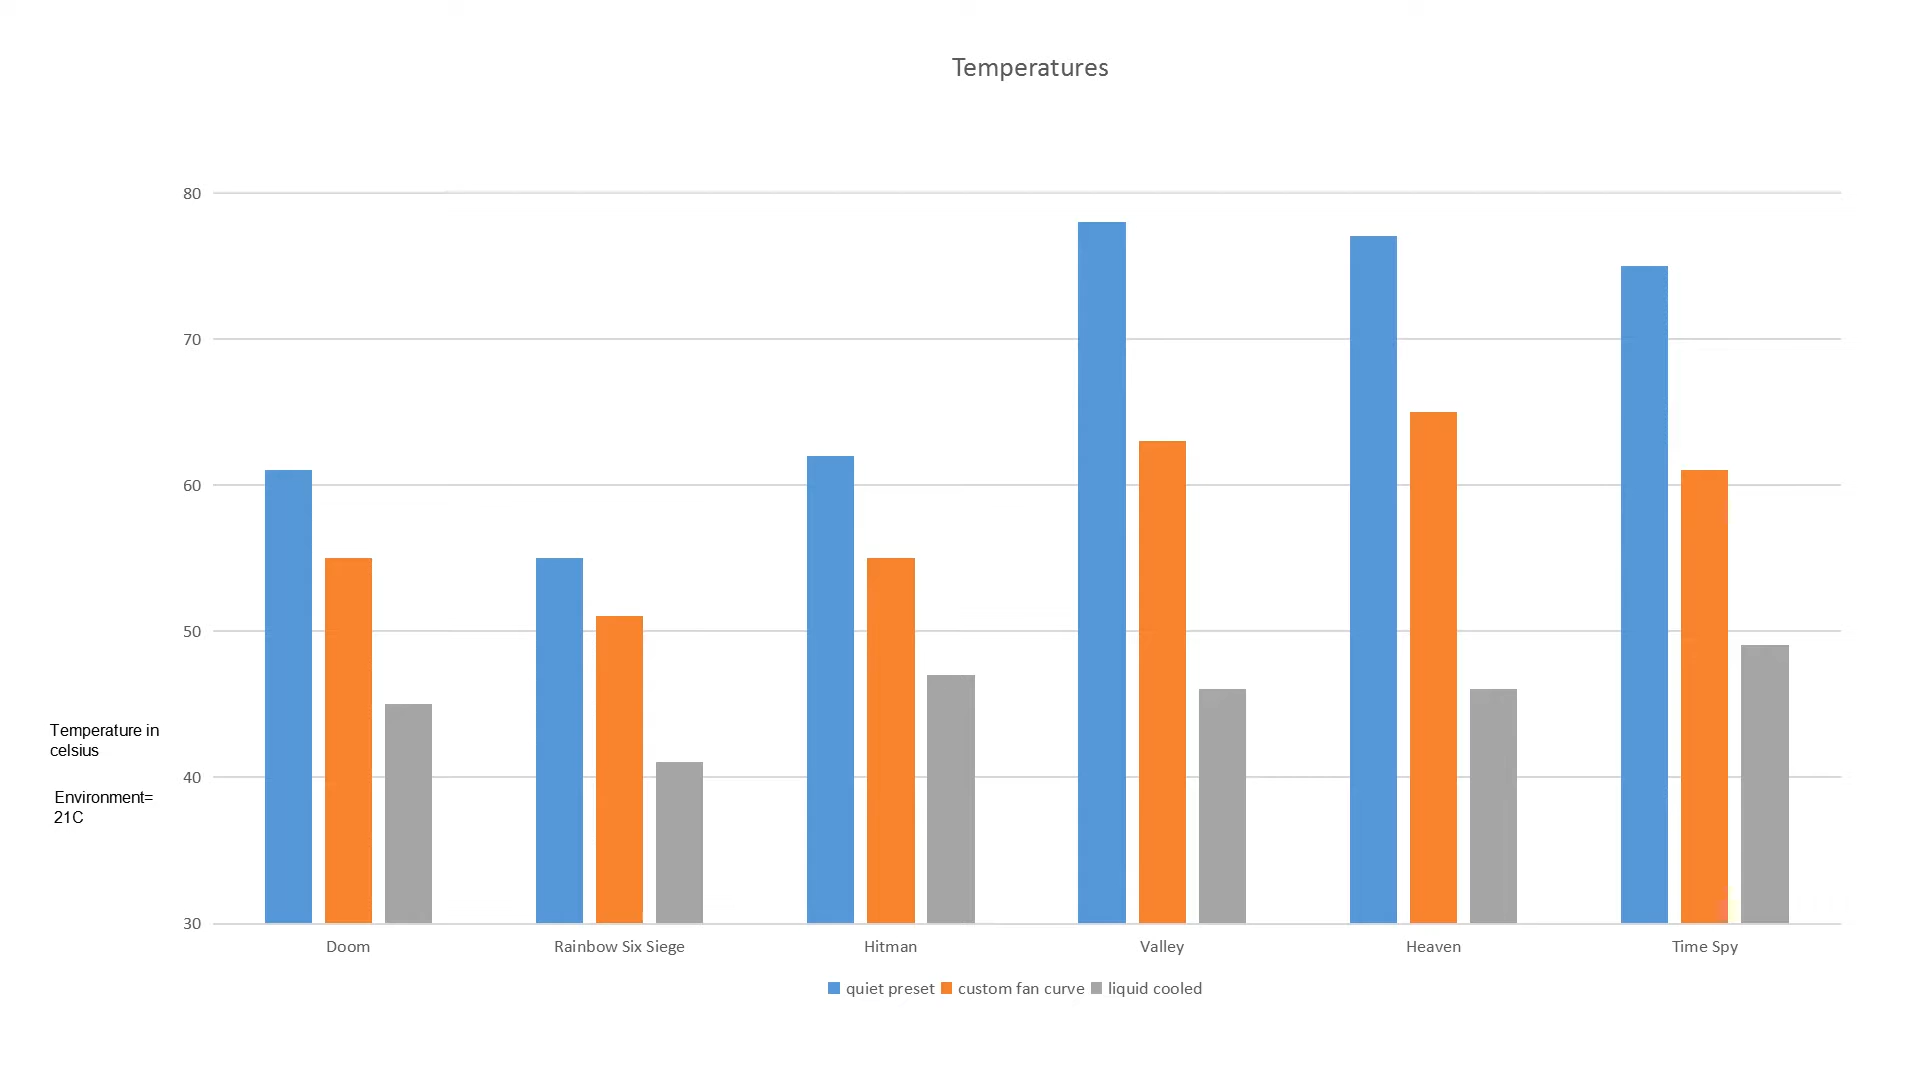 Temperatures
80
70
60
50
40
30
Temperature in
celsius
Environment=
21C
Doom
Rainbow Six Siege
Hitman
Valley
Heaven
Time Spy
quiet preset
custom fan curve
liquid cooled